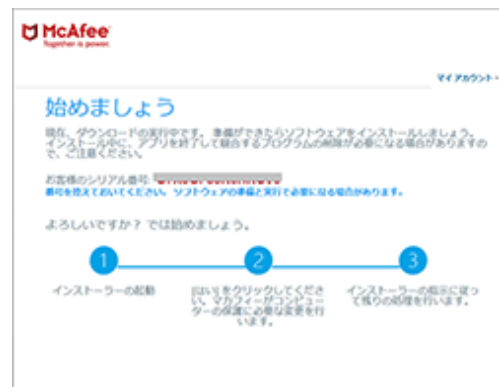 McAfee
Together is power.
マイ アカウント
始めましょう
現在、ダウンロードの実行中です。 準備ができたらソフトウェアをインストールしましょう。
インストール中に、アプリを終了して競合するプログラムの削除が必要になる場合がありますの
で、ご注意ください。
お客様のシリアル番号:
番号を控えておいてください。 ソフトウェアの準備と実行で必要になる場合があります。
よろしいですか? では始めましょう。
1
2
3
インストーラーの起動
[はい] をクリックしてくださ
い。マカフィーがコンピュー
ターの保護に必要な変更を行
います。
インストーラーの指示に従っ
て残りの処理を行います。